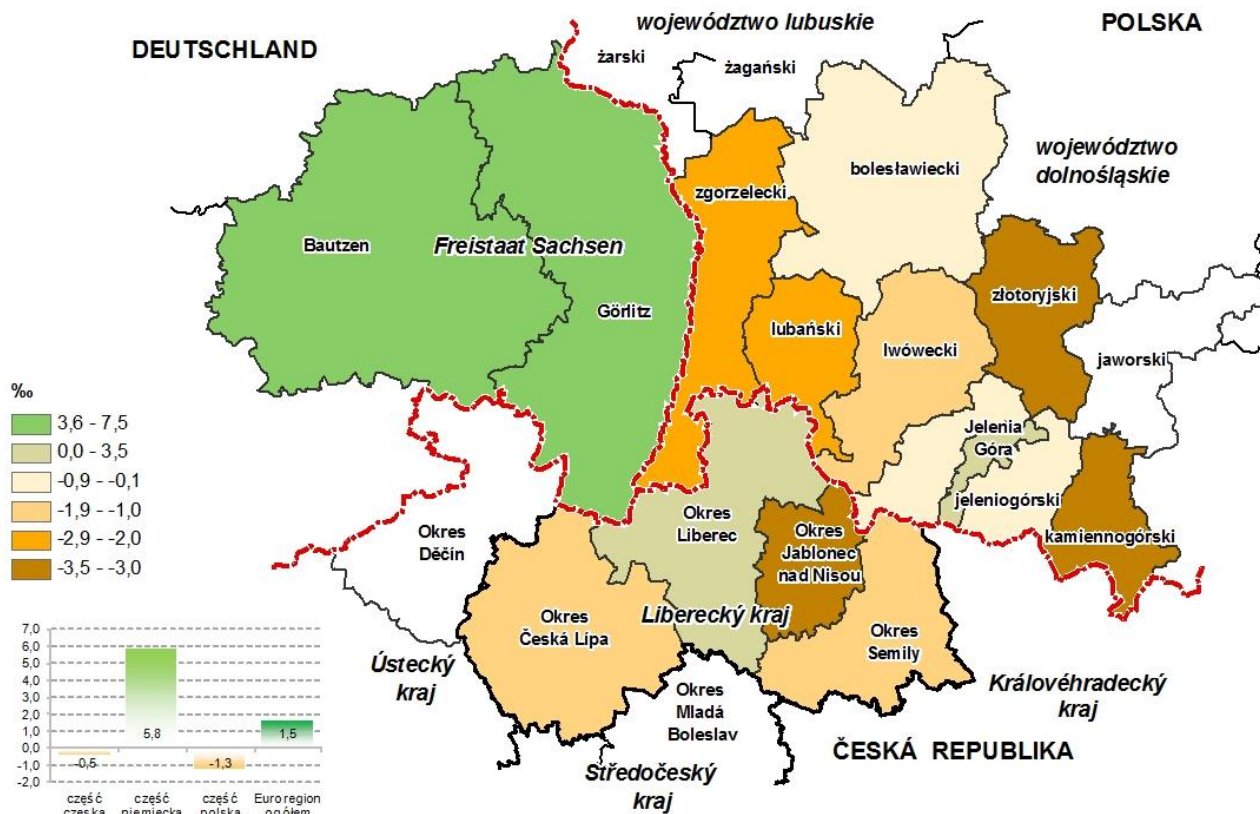 DEUTSCHLAND
województwo lubuskie
POLSKA
żarski
żagański
bolesławiecki
województwo
dolnośląskie
zgorzelecki
Bautzen
Freistaat Sachsen
Görlitz
złotoryjski
lubański
lwówecki
jaworski
‰
3,6 - 7,5
0,0 - 3,5
-0,9 - -0,1
-1,9 - -1,0
-2,9 - -2,0
-3,5 - -3,0
Jelenia
Góra
jeleniogórski
kamiennogórski
Okres
Děčín
Okres
Liberec
Okres
Jablonec
nad Nisou
Liberecký kraj
Okres
Česká Lípa
Okres
Semily
Ústecký
kraj
Okres
Mladá
Boleslav
Královéhradecký
kraj
ČESKÁ REPUBLIKA
Středočeský
kraj
7,0
6,0
5,0
4,0
3,0
2,0
1,0
0,0
-1,0
-2,0
-0,5
5,8
-1,3
1,5
część
czeska
część
niemiecka
część
polska
Euroregion
ogółem